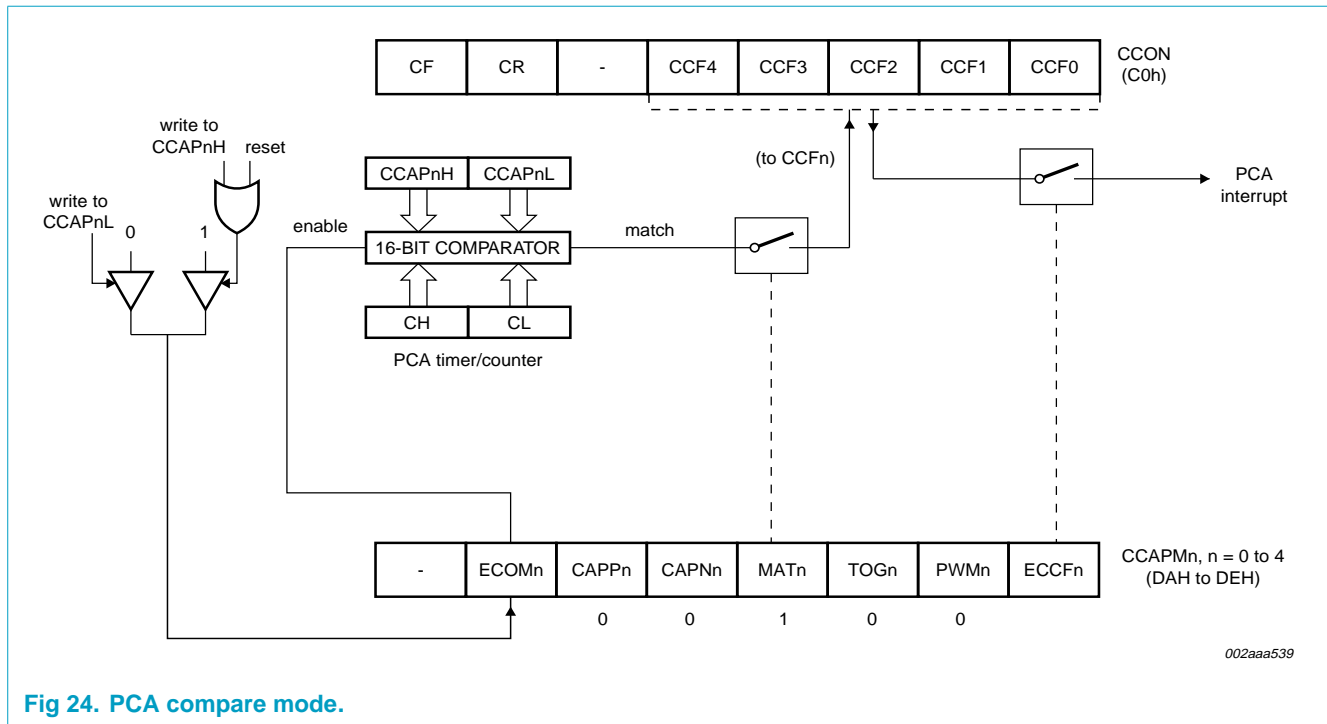 CF CR - CCF4 CCF3 CCF2 CCF1 CCF0
CCON
(C0h)
write to
CCAPnH
reset
write to
CCAPnL
0
1
enable
CCAPnH CCAPnL
16-BIT COMPARATOR
CH CL
PCA timer/counter
match
(to CCFn)
PCA
interrupt
- ECOMn CAPPn CAPNn MATn TOGn PWMn ECCFn
CCAPMn, n = 0 to 4
(DAH to DEH)
0 0 1 0 0
002aaa539
Fig 24. PCA compare mode.